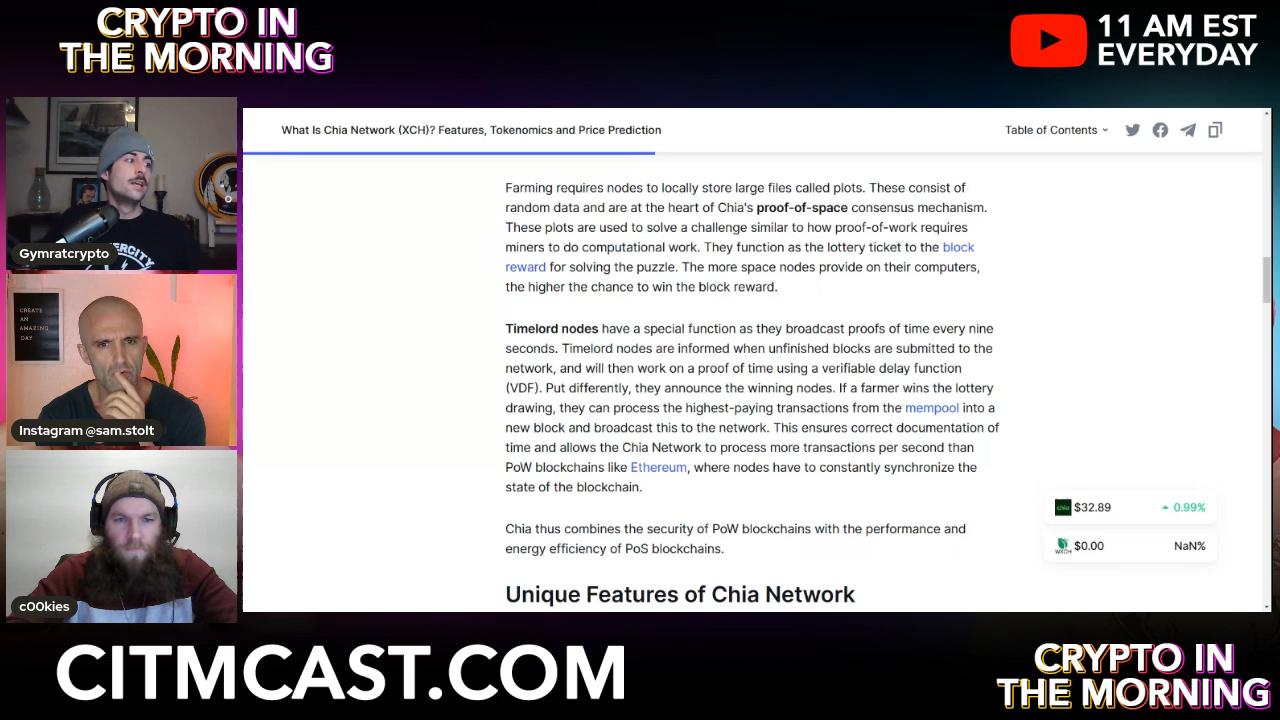 CRYPTO IN
THE MORNING
11 AM EST
EVERYDAY
Gymratcrypto
CREATE
AN
AMAZING
DAY
Instagram @sam.stolt
c00kies
What Is Chia Network (XCH)? Features, Tokenomics and Price Prediction
Table of Contents
Farming requires nodes to locally store large files called plots. These consist of
random data and are at the heart of Chia's proof-of-space consensus mechanism.
These plots are used to solve a challenge similar to how proof-of-work requires
miners to do computational work. They function as the lottery ticket to the block
reward for solving the puzzle. The more space nodes provide on their computers,
the higher the chance to win the block reward.
Timelord nodes have a special function as they broadcast proofs of time every nine
seconds. Timelord nodes are informed when unfinished blocks are submitted to the
network, and will then work on a proof of time using a verifiable delay function
(VDF). Put differently, they announce the winning nodes. If a farmer wins the lottery
drawing, they can process the highest-paying transactions from the mempool into a
new block and broadcast this to the network. This ensures correct documentation of
time and allows the Chia Network to process more transactions per second than
PoW blockchains like Ethereum, where nodes have to constantly synchronize the
state of the blockchain.
Chia thus combines the security of PoW blockchains with the performance and
energy efficiency of PoS blockchains.
Unique Features of Chia Network
chia $32.89 0.99%
WXCH $0.00 NaN%
CITMCAST.COM
CRYPTO IN
THE MORNING